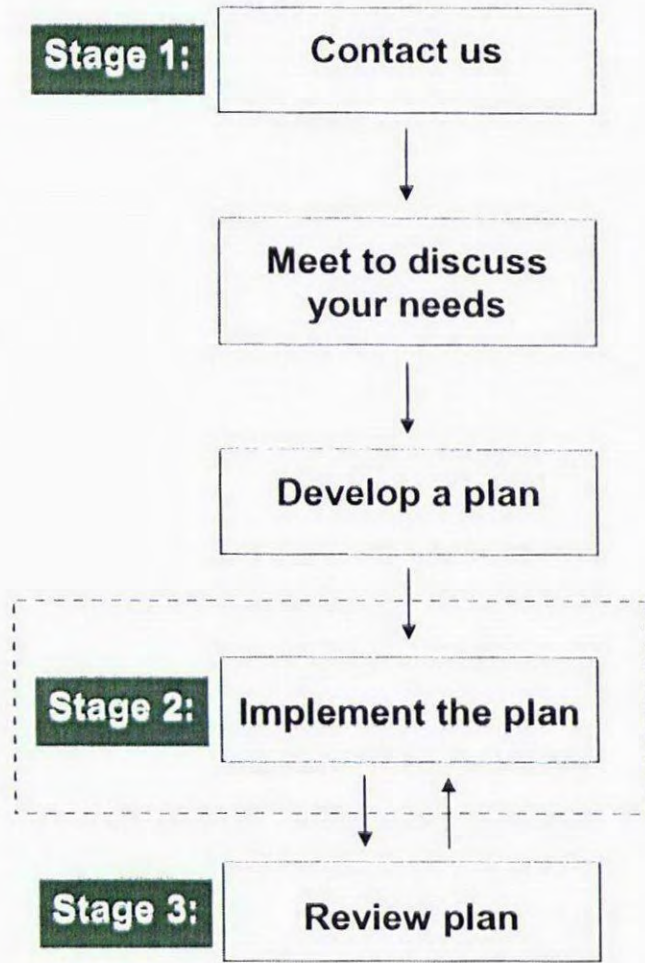 Stage 1:
Contact us
Meet to discuss
your needs
Develop a plan
Stage 2:
Implement the plan
Stage 3:
Review plan